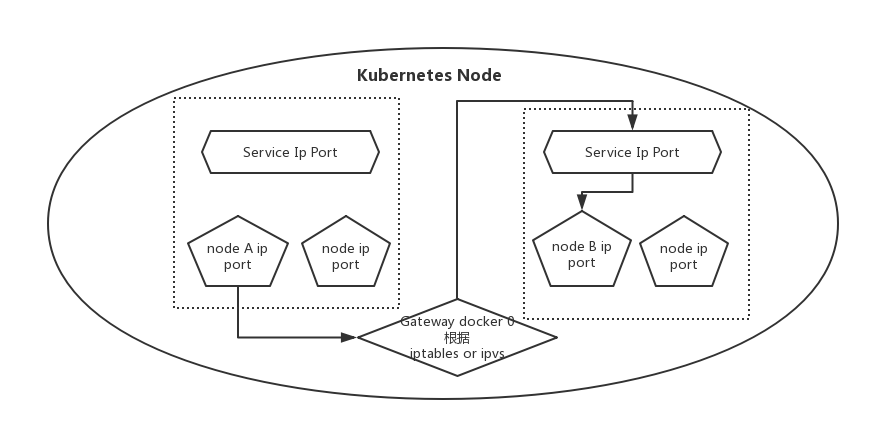 Kubernetes Node
Service Ip Port
node A ip
port
node ip
port
Service Ip Port
node B ip
port
node ip
port
Gateway docker 0
根据
iptables or ipvs